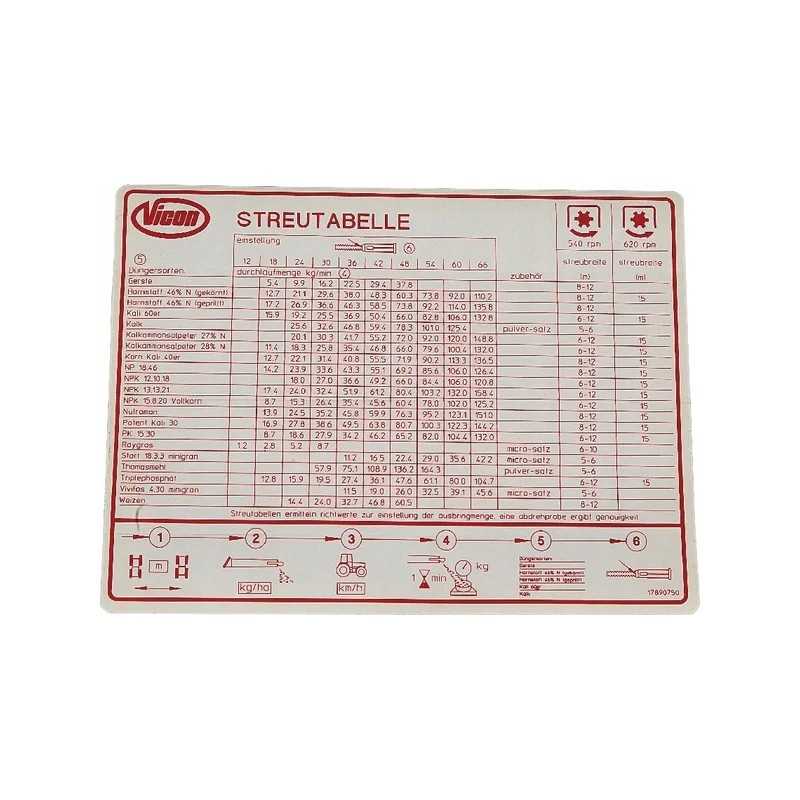 Vicon STREUTABELLE
540 rpm 620 rpm
einstellung 6
5 streubreite streubreite
12 18 24 30 36 42 48 54 60 66 zubehör (m) (m)
Düngersorten. durchlaufmenge kg/min (4)
Gerste 5.4 9.9 16.2 22.5 29.4 37.8 8-12
Harnstoff 46% N (gekörnt) 12.7 21.1 29.6 38.0 48.3 60.3 73.8 92.0 110.2 15
Harnstoff 46% N (geprillt) 17.2 26.9 36.6 46.3 58.5 73.8 92.2 114.0 135.8 8-12
Kali 60er 15.9 19.2 25.5 36.9 50.4 66.0 82.8 106.0 132.8 6-12 15
Kalk 25.6 32.6 46.8 59.4 78.3 101.0 125.4 pulver-satz 5-6
Kalkammonsalpeter 27% N 20.1 30.3 41.7 55.2 72.0 92.0 120.0 148.8 6-12 15
Kalkammonsalpeter 28% N 11.4 18.3 25.8 35.4 46.8 66.0 79.6 100.4 132.0 6-12 15
Korn Kali 40er 12.7 22.1 31.4 40.8 55.5 71.9 90.2 113.3 136.5 6-12 15
NP 18.46 14.2 23.9 33.6 43.3 55.1 69.2 85.6 106.0 126.4 6-12 15
NPK 12.10.18 18.0 27.0 36.6 49.2 66.0 84.4 106.0 120.8 6-12 15
NPK 13.13.21 17.4 24.0 32.4 51.9 61.2 80.4 103.2 132.0 158.4 6-12 15
NPK 15.8.20 Vollkorn 8.7 15.3 26.4 35.4 45.6 60.4 78.0 102.0 125.2 6-12 15
Nutramon 13.9 24.5 35.2 45.8 59.9 76.3 95.2 123.1 151.0 8-12 15
Patent Kali 30 16.9 27.8 38.6 49.5 63.8 80.7 100.3 122.3 144.2 6-12 15
PK 15.30 8.7 18.6 27.9 34.2 46.2 65.2 82.0 104.4 132.0 6-12 15
Raygras 1.2 2.8 5.2 8.7 micro-satz 6-10
Start 18.3.3 minigran 11.2 16.5 22.4 29.0 35.6 42.2 micro-satz 5-6
Thomasmehl 57.9 75.1 108.9 136.2 164.3 pulver-satz 5-6
Triplephosphat 12.8 15.9 19.5 27.4 36.1 47.6 61.1 80.0 104.7 6-12 15
Vivifos 4.30 minigran 11.5 19.0 26.0 32.5 39.1 45.6 micro-satz 5-6
Weizen 14.4 24.0 32.7 46.8 60.5 8-12
Streutabellen ermitteln richtwerte zur einstellung der ausbringmenge, eine abdrehprobe ergibt genauigkeit
1 2 3 4 5 6
m kg/ha km/h 1 min kg
Düngersorten
Gerste
Harnstoff 46% N (gekörnt)
Harnstoff 46% N (geprillt)
Kali 60er
Kalk
17890750